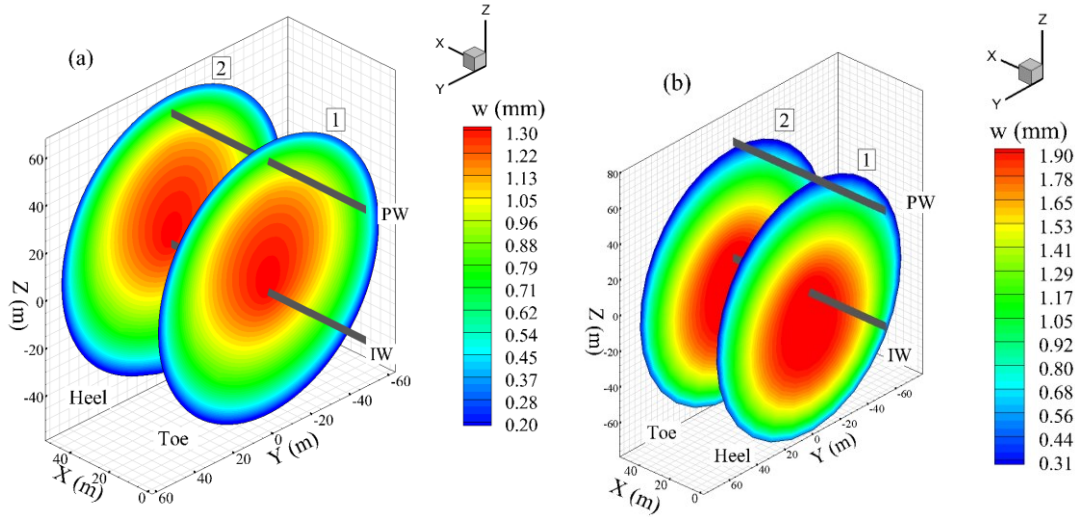 (a)
2
1
Z
X
Y
w (mm)
1.30
1.22
1.13
1.05
0.96
0.88
0.79
0.71
0.62
0.54
0.45
0.37
0.28
0.20
60
40
20
0
-20
-40
Z (m)
PW
IW
Heel
Toe
-60
-40
-20
0
20
40
60
Y (m)
40
20
0
X (m)
(b)
2
1
Z
X
Y
w (mm)
1.90
1.78
1.65
1.53
1.41
1.29
1.17
1.05
0.92
0.80
0.68
0.56
0.44
0.31
80
60
40
20
0
-20
-40
-60
Z (m)
PW
IW
Toe
Heel
-60
-40
-20
0
20
40
60
Y (m)
40
20
0
X (m)